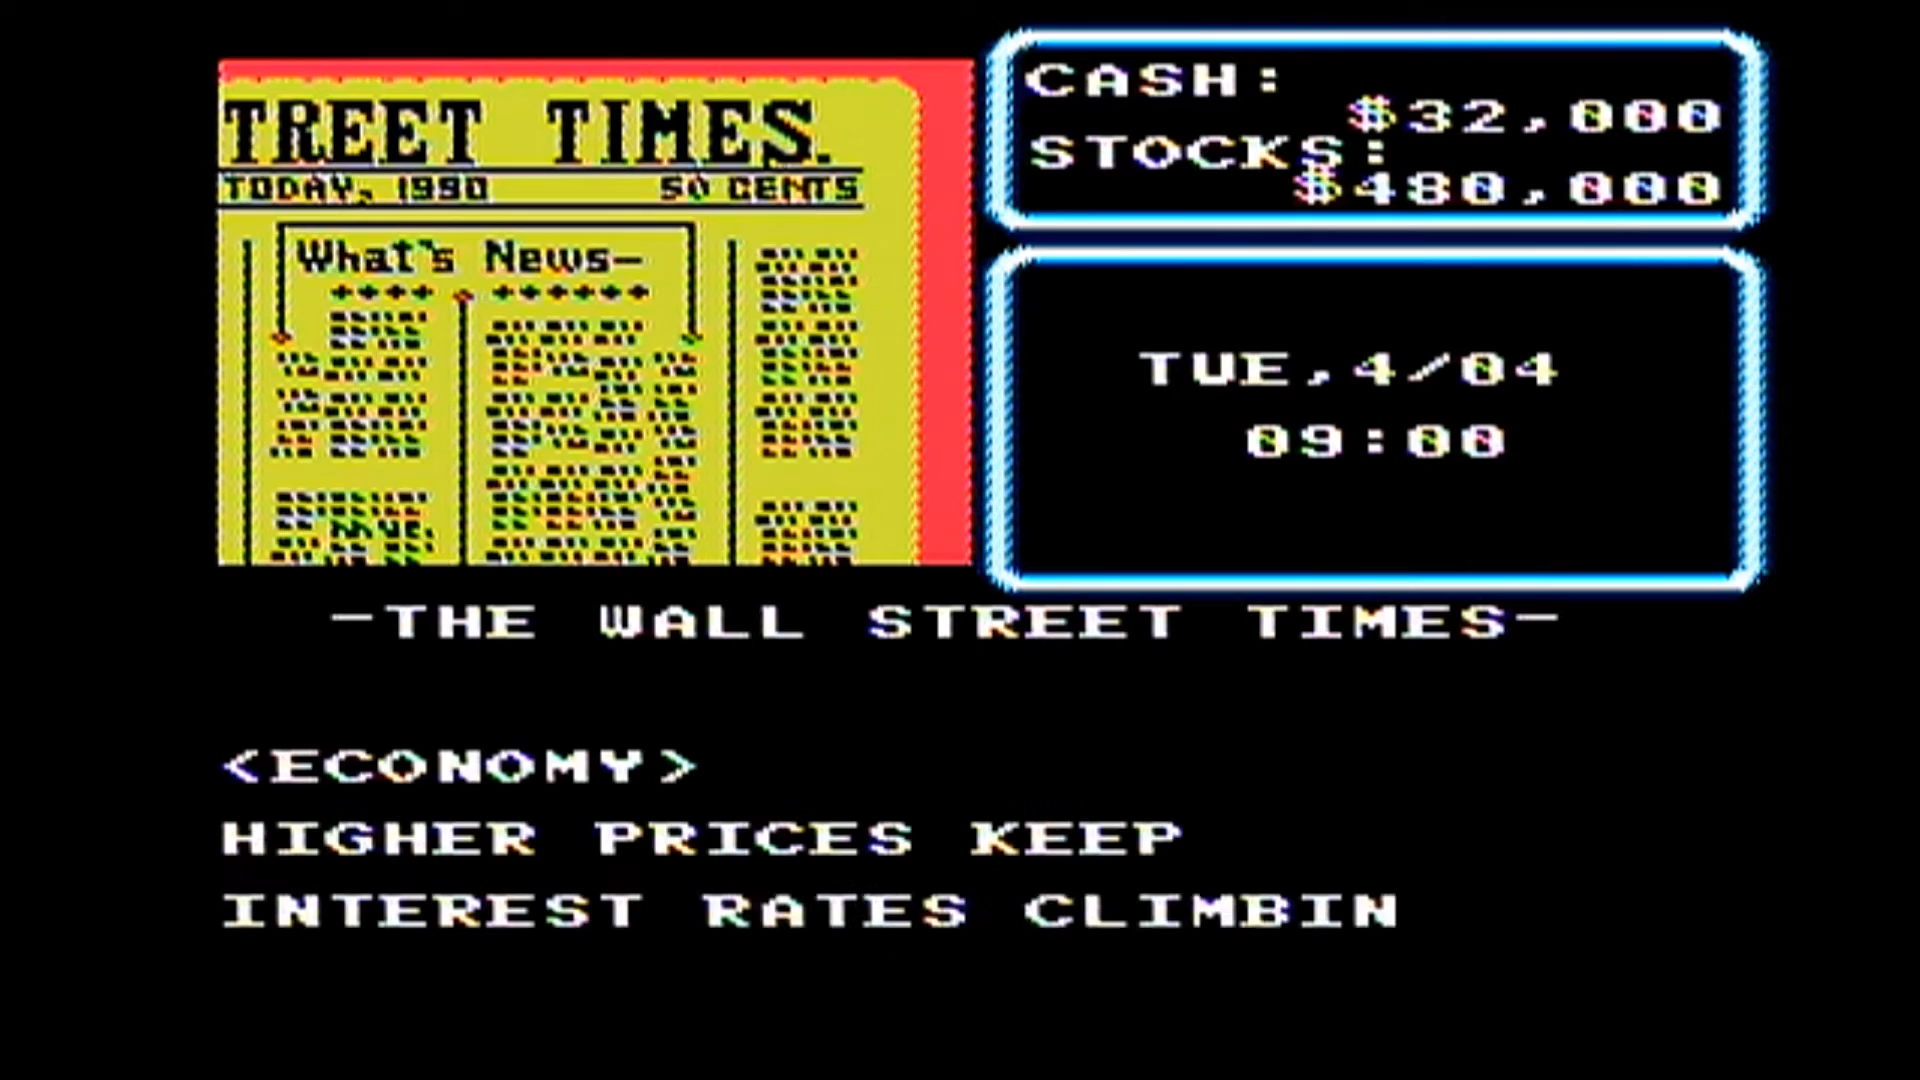 TREET TIMES.
TODAY, 1990 50 CENTS
What's News—
CASH:
$32,000
STOCKS:
$480,000
TUE,4/04
09:00
-THE WALL STREET TIMES-
<ECONOMY>
HIGHER PRICES KEEP
INTEREST RATES CLIMBIN